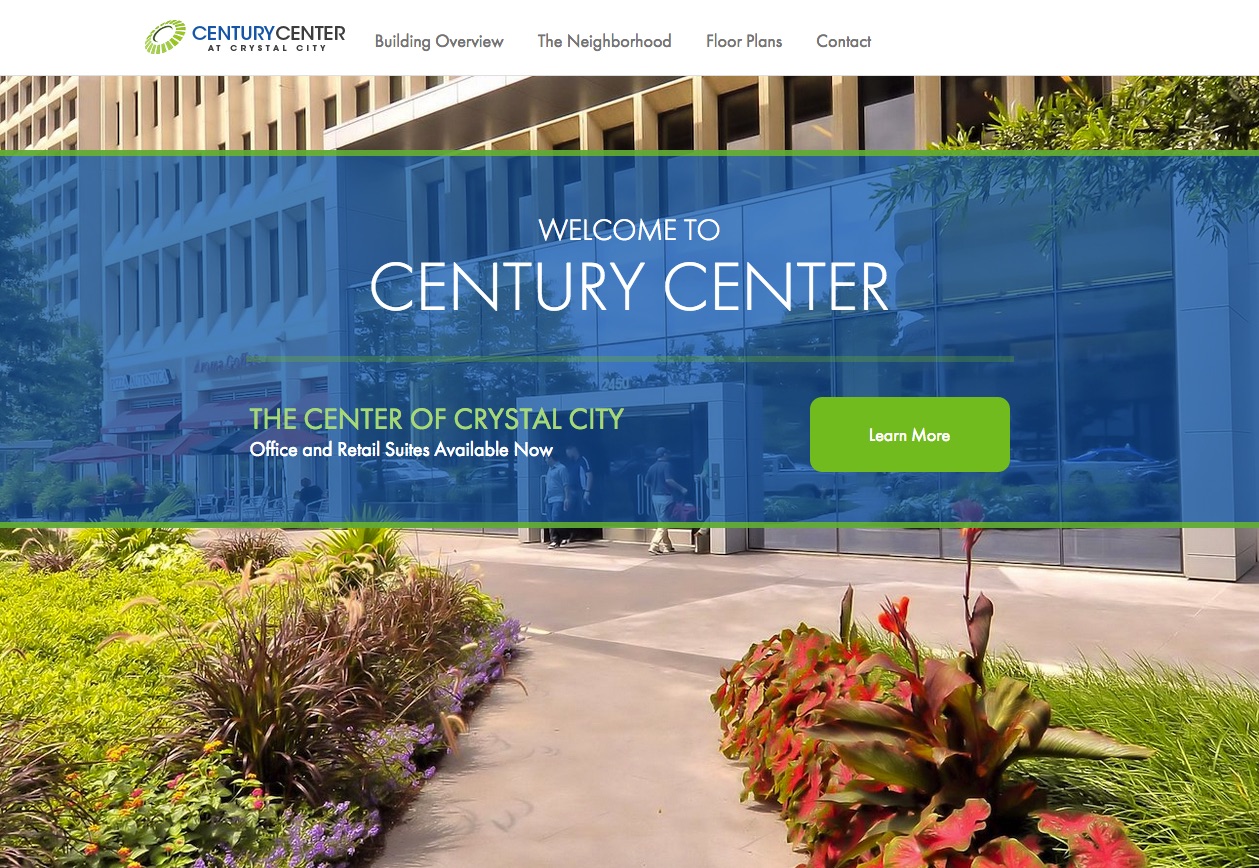 CENTURYCENTER
AT CRYSTAL CITY
Building Overview
The Neighborhood
Floor Plans
Contact
WELCOME TO
CENTURY CENTER
2450
THE CENTER OF CRYSTAL CITY
Office and Retail Suites Available Now
Learn More